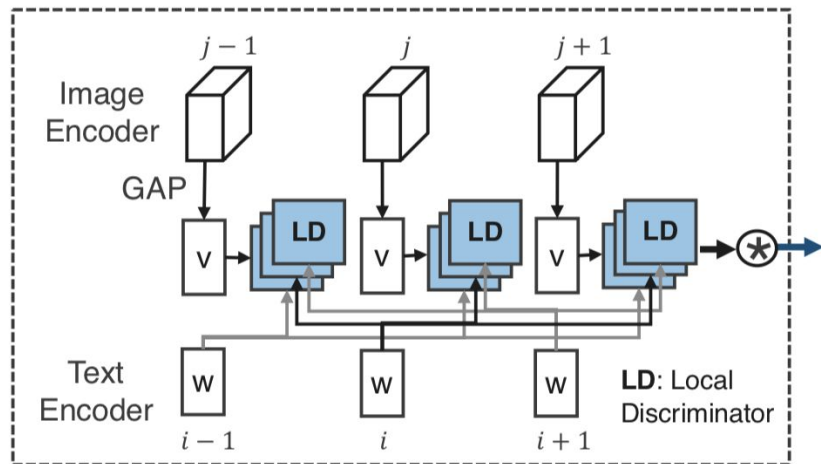 j − 1 j j + 1
Image
Encoder
GAP
LD LD LD
v v v *
Text
Encoder
w w w
LD: Local
Discriminator
i − 1 i i + 1